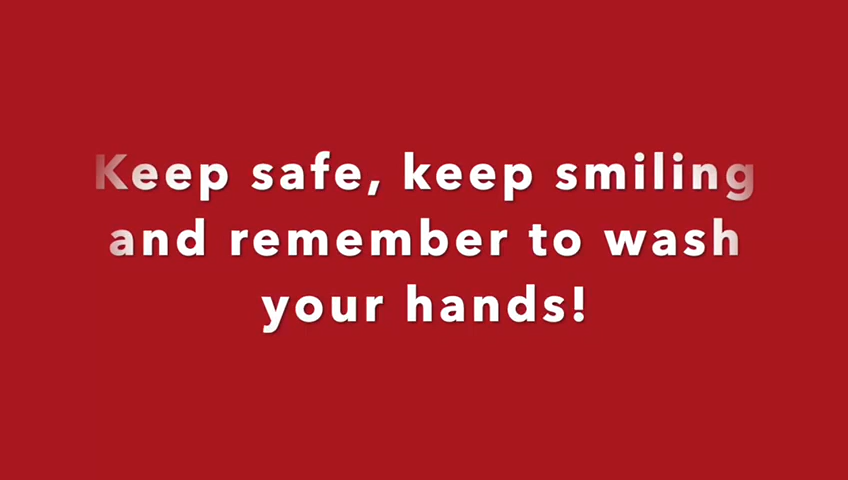 Keep safe, keep smiling
and remember to wash
your hands!